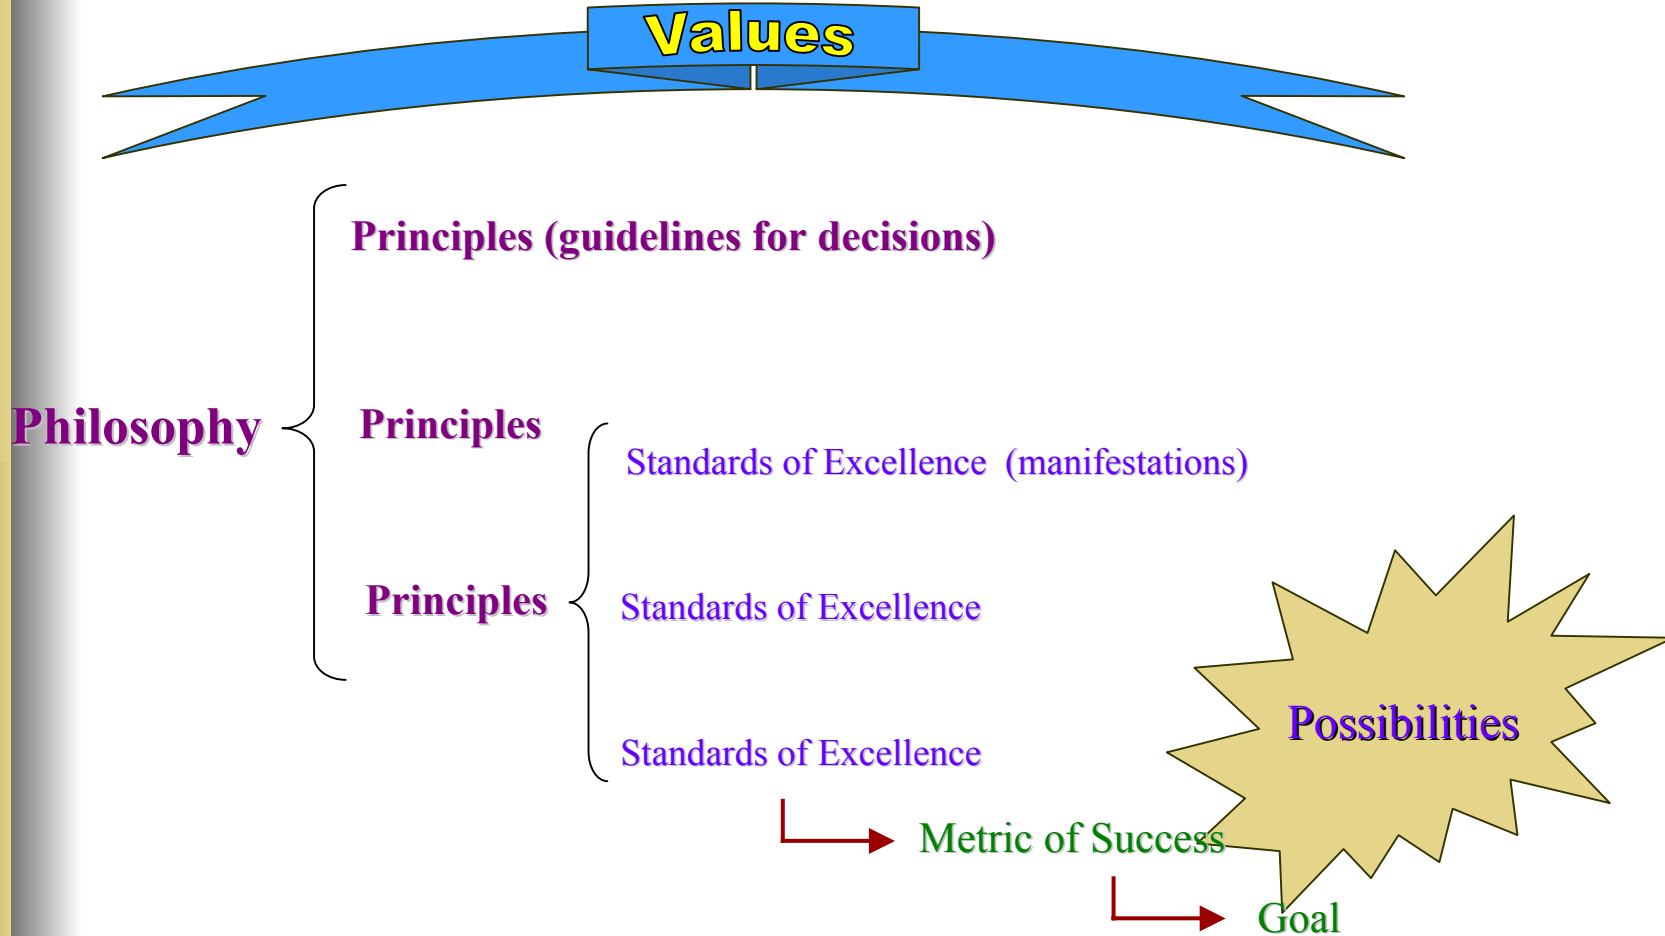 Values
Principles (guidelines for decisions)
Philosophy
Principles
Standards of Excellence (manifestations)
Principles
Standards of Excellence
Possibilities
Standards of Excellence
Metric of Success
Goal